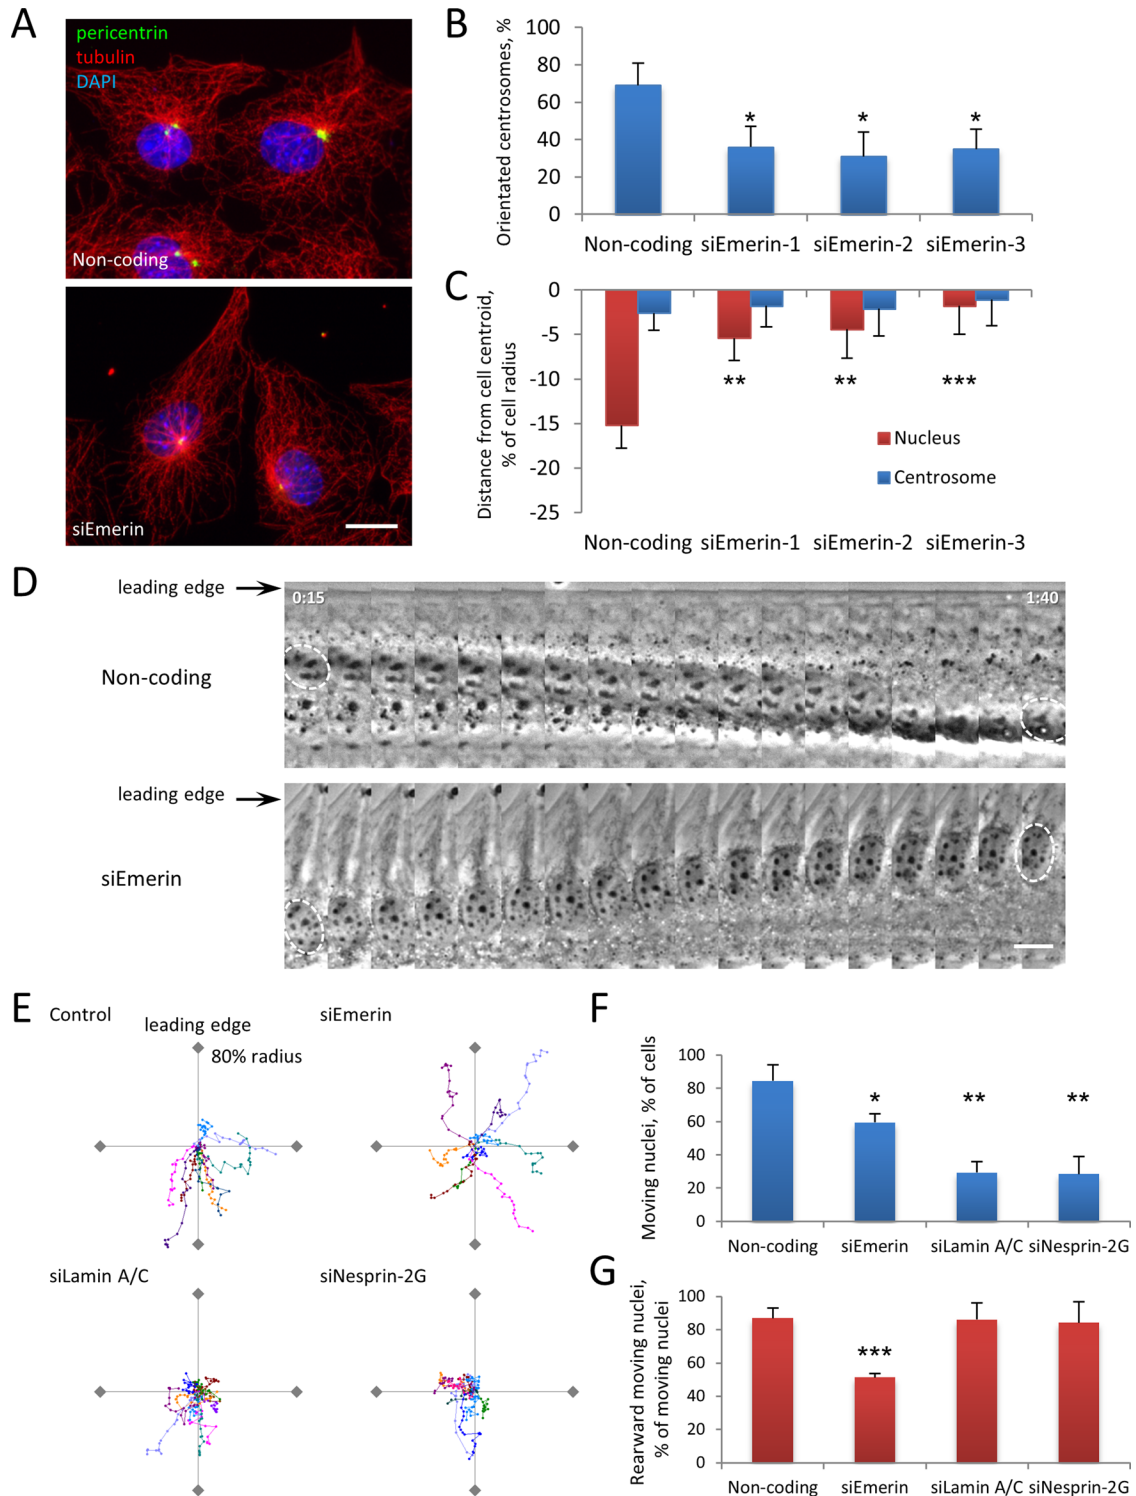 A
pericentrin
tubulin
DAPI
Non-coding
siEmerin
B
Orientated centrosomes, %
100
80
60
40
20
0
*
*
*
Non-coding siEmerin-1 siEmerin-2 siEmerin-3
C
Distance from cell centroid,
% of cell radius
0
-5
-10
-15
-20
-25
**
**
***
Nucleus
Centrosome
Non-coding siEmerin-1 siEmerin-2 siEmerin-3
D
leading edge
0:15
1:40
Non-coding
leading edge
siEmerin
E
Control
leading edge
80% radius
siEmerin
siLamin A/C
siNesprin-2G
F
Moving nuclei, % of cells
100
80
60
40
20
0
*
**
**
Non-coding siEmerin siLamin A/C siNesprin-2G
G
Rearward moving nuclei,
% of moving nuclei
100
80
60
40
20
0
***
Non-coding siEmerin siLamin A/C siNesprin-2G